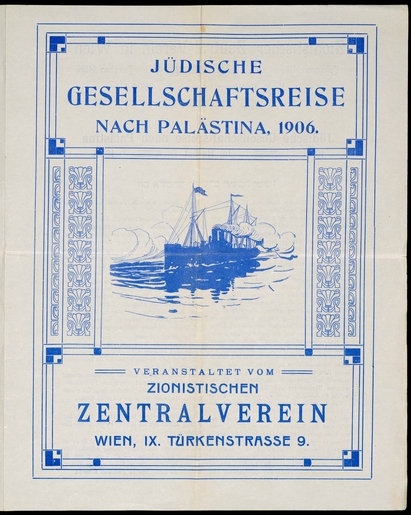 JÜDISCHE
GESELLSCHAFTSREISE
NACH PALÄSTINA, 1906.
VERANSTALTET VOM
ZIONISTISCHEN
ZENTRALVEREIN
WIEN, IX. TÜRKENSTRASSE 9.